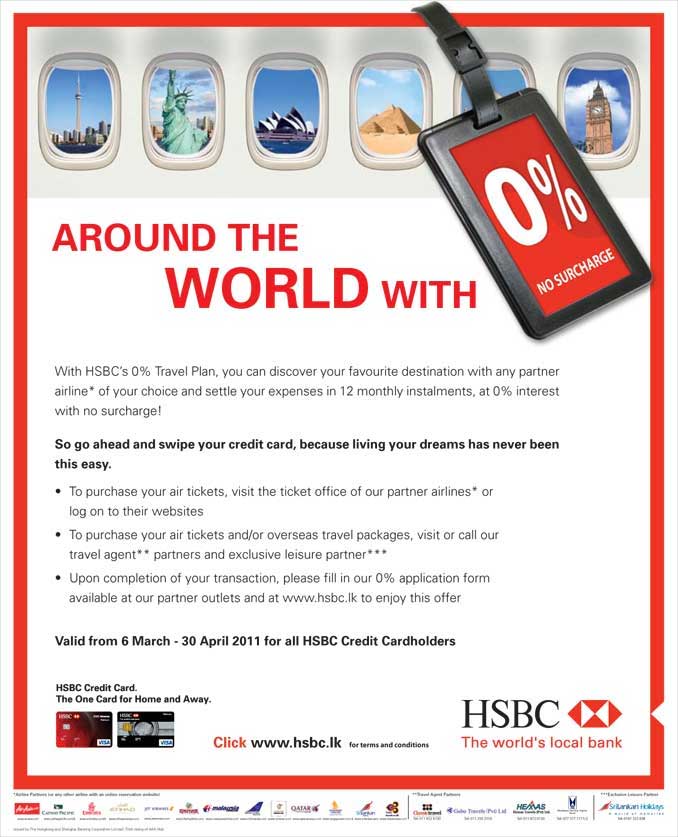 0%
NO SURCHARGE
AROUND THE
WORLD WITH
With HSBC's 0% Travel Plan, you can discover your favourite destination with any partner
airline* of your choice and settle your expenses in 12 monthly instalments, at 0% interest
with no surcharge!
So go ahead and swipe your credit card, because living your dreams has never been
this easy.
• To purchase your air tickets, visit the ticket office of our partner airlines* or
log on to their websites
• To purchase your air tickets and/or overseas travel packages, visit or call our
travel agent** partners and exclusive leisure partner***
• Upon completion of your transaction, please fill in our 0% application form
available at our partner outlets and at www.hsbc.lk to enjoy this offer
Valid from 6 March - 30 April 2011 for all HSBC Credit Cardholders
HSBC Credit Card.
The One Card for Home and Away.
HSBC
VISA
HSBC
VISA
Click www.hsbc.lk for terms and conditions
HSBC
The world's local bank
*Airline Partners (or any other airline with an online reservation website)
**Travel Agent Partners
***Exclusive Leisure Partner
AirAsia
CATHAY PACIFIC
Emirates
ETIHAD
JET AIRWAYS
malaysia
QATAR
SriLankan
Classic travel
Gabo Travels (Pvt) Ltd
HEMAS
SriLankan Holidays